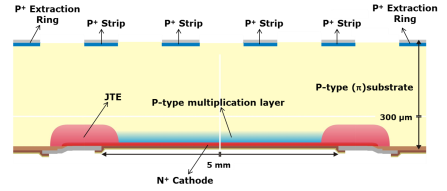 P⁺ Extraction
Ring
P⁺ Strip
P⁺ Strip
P⁺ Strip
P⁺ Strip
P⁺ Extraction
Ring
JTE
P-type multiplication layer
P-type (π)substrate
300 µm
5 mm
N⁺ Cathode